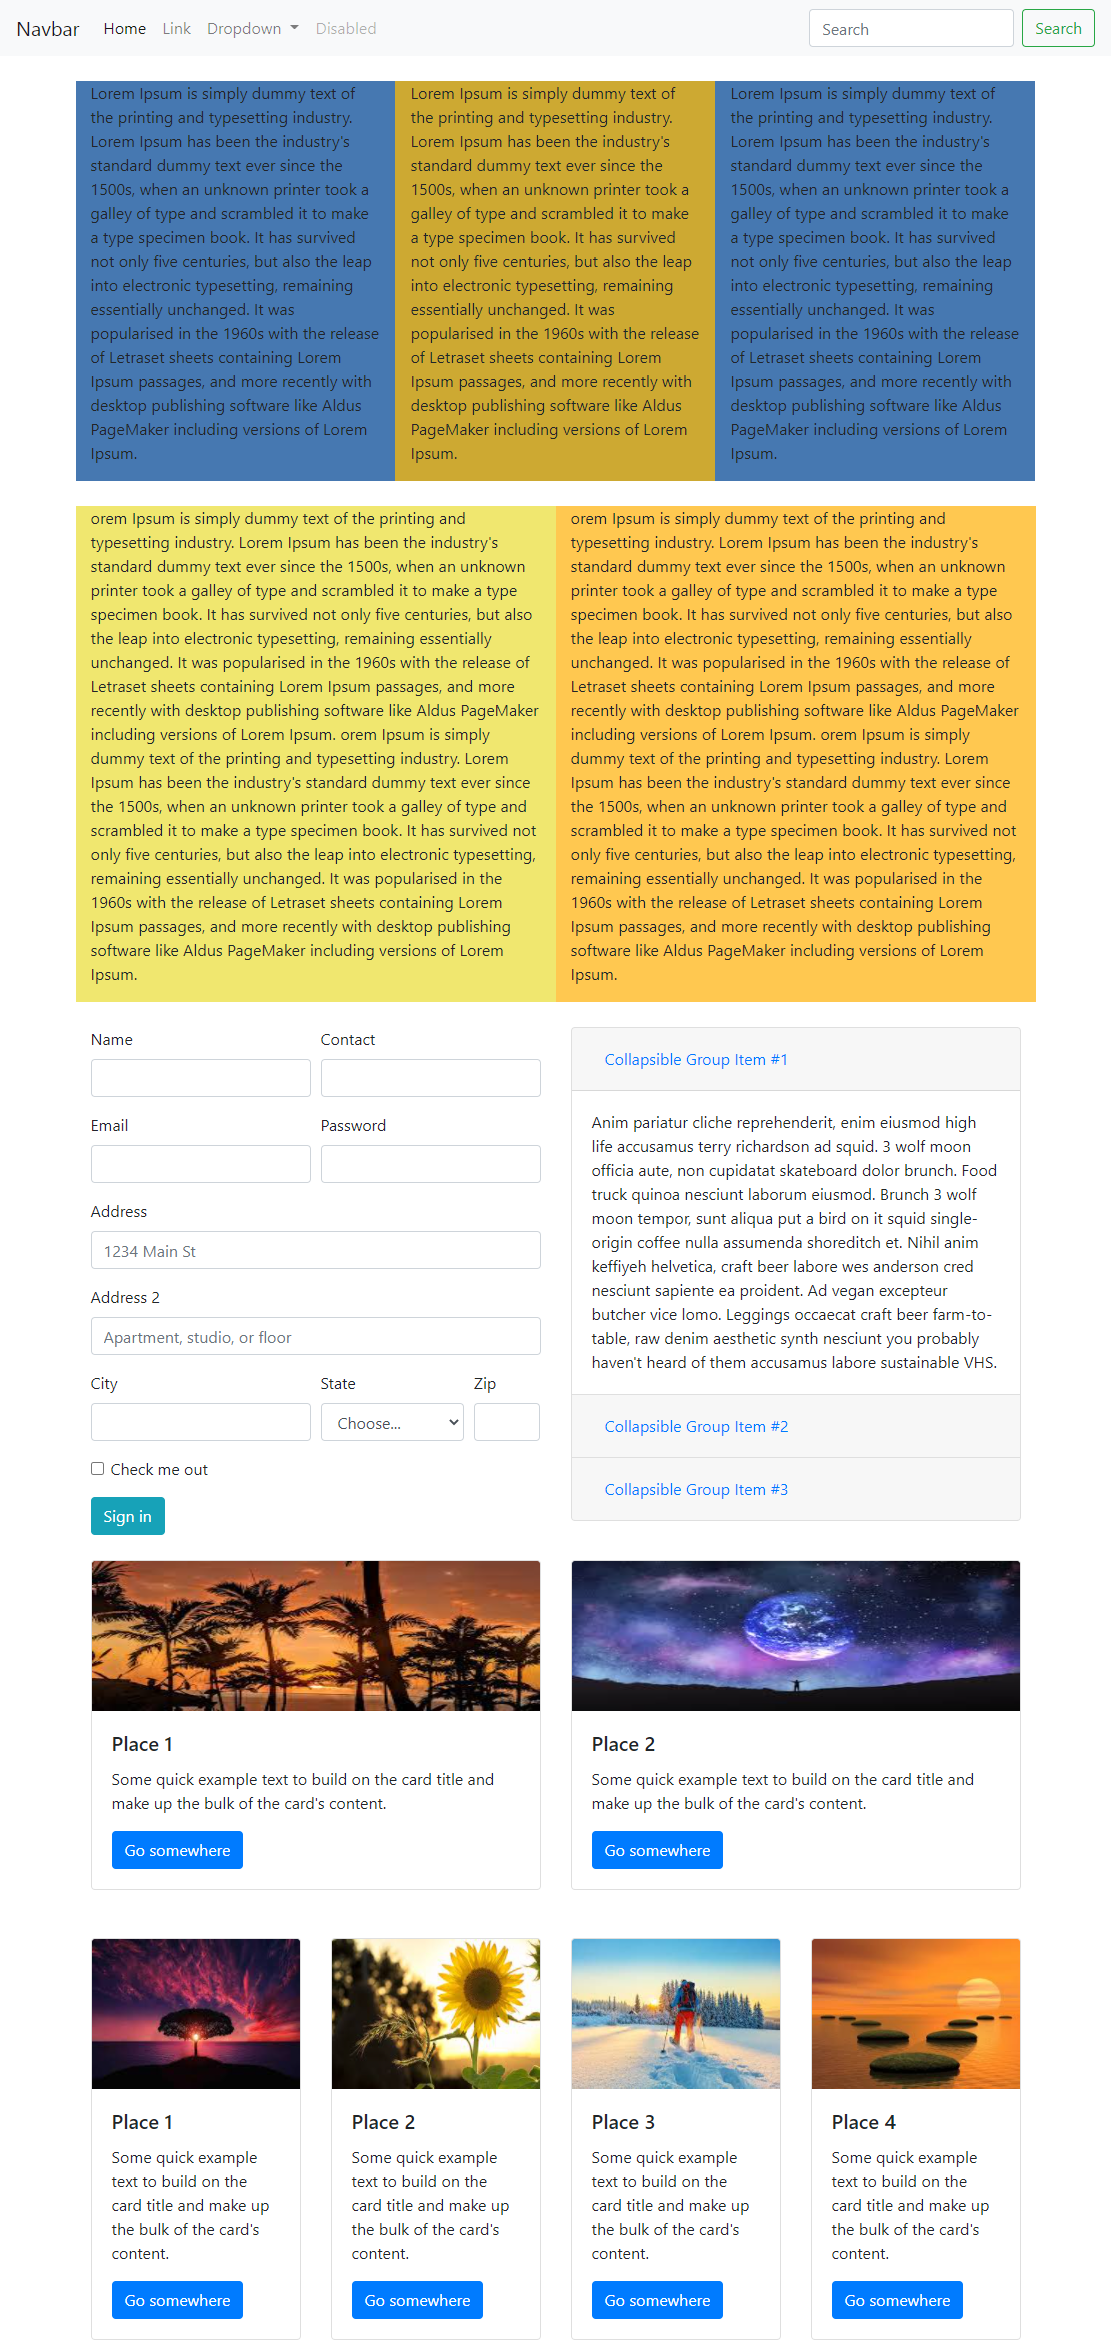 Navbar Home Link Dropdown Disabled Search Search
Lorem Ipsum is simply dummy text of
the printing and typesetting industry.
Lorem Ipsum has been the industry's
standard dummy text ever since the
1500s, when an unknown printer took a
galley of type and scrambled it to make
a type specimen book. It has survived
not only five centuries, but also the leap
into electronic typesetting, remaining
essentially unchanged. It was
popularised in the 1960s with the release
of Letraset sheets containing Lorem
Ipsum passages, and more recently with
desktop publishing software like Aldus
PageMaker including versions of Lorem
Ipsum.
Lorem Ipsum is simply dummy text of
the printing and typesetting industry.
Lorem Ipsum has been the industry's
standard dummy text ever since the
1500s, when an unknown printer took a
galley of type and scrambled it to make
a type specimen book. It has survived
not only five centuries, but also the leap
into electronic typesetting, remaining
essentially unchanged. It was
popularised in the 1960s with the release
of Letraset sheets containing Lorem
Ipsum passages, and more recently with
desktop publishing software like Aldus
PageMaker including versions of Lorem
Ipsum.
Lorem Ipsum is simply dummy text of
the printing and typesetting industry.
Lorem Ipsum has been the industry's
standard dummy text ever since the
1500s, when an unknown printer took a
galley of type and scrambled it to make
a type specimen book. It has survived
not only five centuries, but also the leap
into electronic typesetting, remaining
essentially unchanged. It was
popularised in the 1960s with the release
of Letraset sheets containing Lorem
Ipsum passages, and more recently with
desktop publishing software like Aldus
PageMaker including versions of Lorem
Ipsum.
orem Ipsum is simply dummy text of the printing and
typesetting industry. Lorem Ipsum has been the industry's
standard dummy text ever since the 1500s, when an unknown
printer took a galley of type and scrambled it to make a type
specimen book. It has survived not only five centuries, but also
the leap into electronic typesetting, remaining essentially
unchanged. It was popularised in the 1960s with the release of
Letraset sheets containing Lorem Ipsum passages, and more
recently with desktop publishing software like Aldus PageMaker
including versions of Lorem Ipsum. orem Ipsum is simply
dummy text of the printing and typesetting industry. Lorem
Ipsum has been the industry's standard dummy text ever since
the 1500s, when an unknown printer took a galley of type and
scrambled it to make a type specimen book. It has survived not
only five centuries, but also the leap into electronic typesetting,
remaining essentially unchanged. It was popularised in the
1960s with the release of Letraset sheets containing Lorem
Ipsum passages, and more recently with desktop publishing
software like Aldus PageMaker including versions of Lorem
Ipsum.
orem Ipsum is simply dummy text of the printing and
typesetting industry. Lorem Ipsum has been the industry's
standard dummy text ever since the 1500s, when an unknown
printer took a galley of type and scrambled it to make a type
specimen book. It has survived not only five centuries, but also
the leap into electronic typesetting, remaining essentially
unchanged. It was popularised in the 1960s with the release of
Letraset sheets containing Lorem Ipsum passages, and more
recently with desktop publishing software like Aldus PageMaker
including versions of Lorem Ipsum. orem Ipsum is simply
dummy text of the printing and typesetting industry. Lorem
Ipsum has been the industry's standard dummy text ever since
the 1500s, when an unknown printer took a galley of type and
scrambled it to make a type specimen book. It has survived not
only five centuries, but also the leap into electronic typesetting,
remaining essentially unchanged. It was popularised in the
1960s with the release of Letraset sheets containing Lorem
Ipsum passages, and more recently with desktop publishing
software like Aldus PageMaker including versions of Lorem
Ipsum.
Name Contact
Email Password
Address
1234 Main St
Address 2
Apartment, studio, or floor
City State Zip
Choose...
Check me out
Sign in
Collapsible Group Item #1
Anim pariatur cliche reprehenderit, enim eiusmod high
life accusamus terry richardson ad squid. 3 wolf moon
officia aute, non cupidatat skateboard dolor brunch. Food
truck quinoa nesciunt laborum eiusmod. Brunch 3 wolf
moon tempor, sunt aliqua put a bird on it squid single-
origin coffee nulla assumenda shoreditch et. Nihil anim
keffiyeh helvetica, craft beer labore wes anderson cred
nesciunt sapiente ea proident. Ad vegan excepteur
butcher vice lomo. Leggings occaecat craft beer farm-to-
table, raw denim aesthetic synth nesciunt you probably
haven't heard of them accusamus labore sustainable VHS.
Collapsible Group Item #2
Collapsible Group Item #3
Place 1
Some quick example text to build on the card title and
make up the bulk of the card's content.
Go somewhere
Place 2
Some quick example text to build on the card title and
make up the bulk of the card's content.
Go somewhere
Place 1
Some quick example
text to build on the
card title and make up
the bulk of the card's
content.
Go somewhere
Place 2
Some quick example
text to build on the
card title and make up
the bulk of the card's
content.
Go somewhere
Place 3
Some quick example
text to build on the
card title and make up
the bulk of the card's
content.
Go somewhere
Place 4
Some quick example
text to build on the
card title and make up
the bulk of the card's
content.
Go somewhere